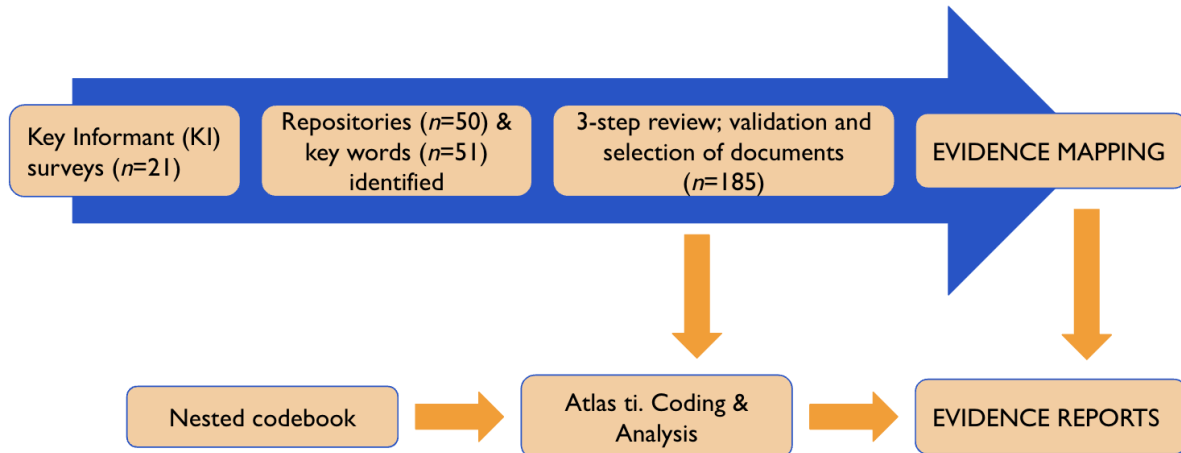 Key Informant (KI)
surveys (n=21)
Repositories (n=50) &
key words (n=51)
identified
3-step review; validation and
selection of documents
(n=185)
EVIDENCE MAPPING
Nested codebook
Atlas ti. Coding &
Analysis
EVIDENCE REPORTS